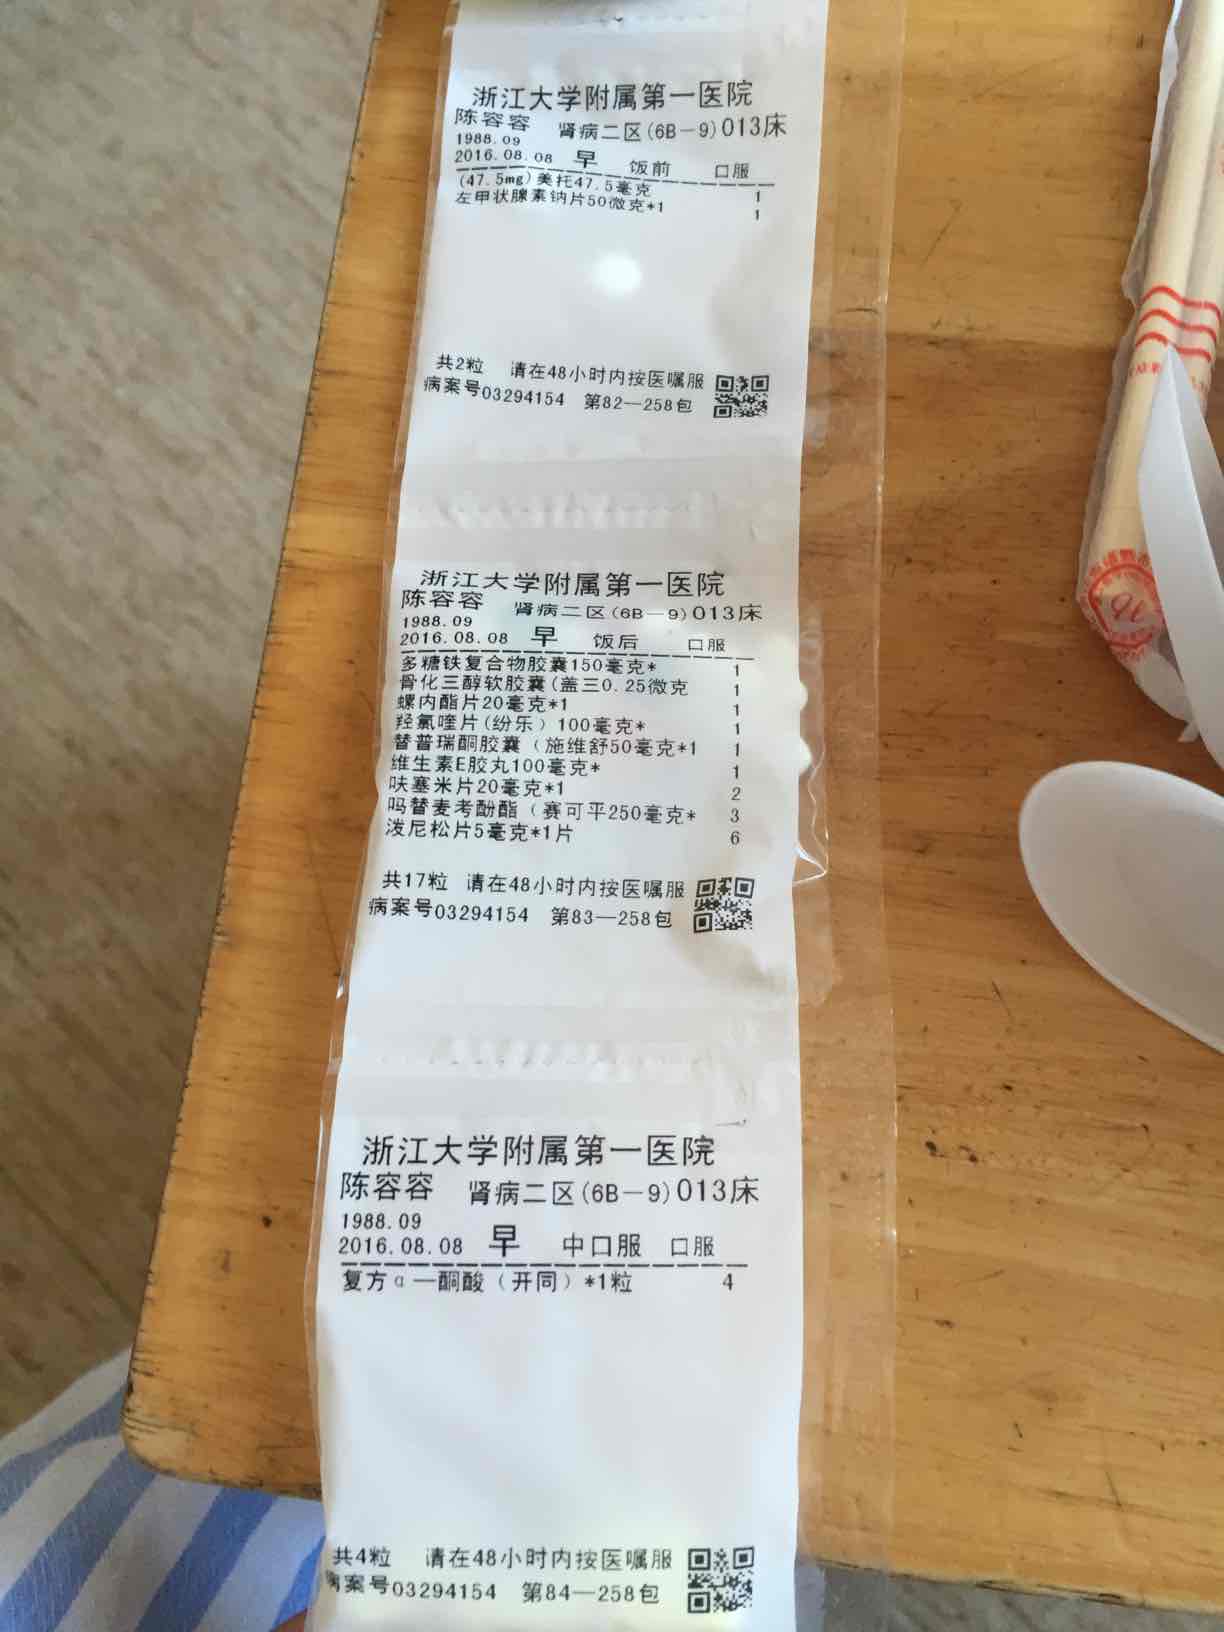 浙江大学附属第一医院
陈容容 肾病二区(6B-9)013床
1988.09
2016.08.08 早 饭前 口服
(47.5mg)美托47.5毫克 1
左甲状腺素钠片50微克*1 1
共2粒 请在48小时内按医嘱服
病案号03294154 第82—258包
浙江大学附属第一医院
陈容容 肾病二区(6B-9)013床
1988.09
2016.08.08 早 饭后 口服
多糖铁复合物胶囊150毫克* 1
骨化三醇软胶囊(盖三0.25微克 1
螺内酯片20毫克*1 1
羟氯喹片(纷乐)100毫克* 1
替普瑞酮胶囊(施维舒50毫克*1 1
维生素E胶丸100毫克* 1
呋塞米片20毫克*1 2
吗替麦考酚酯(赛可平250毫克* 3
泼尼松片5毫克*1片 6
共17粒 请在48小时内按医嘱服
病案号03294154 第83—258包
浙江大学附属第一医院
陈容容 肾病二区(6B-9)013床
1988.09
2016.08.08 早 中口服 口服
复方α—酮酸(开同)*1粒 4
共4粒 请在48小时内按医嘱服
病案号03294154 第84—258包